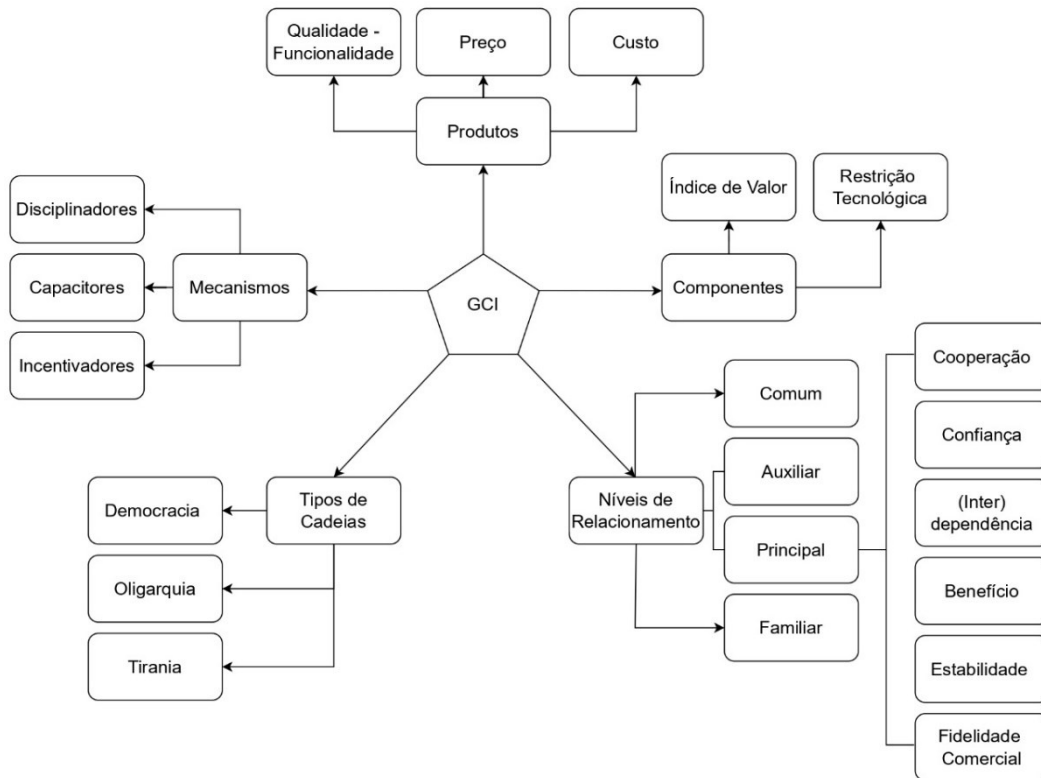 Qualidade -
Funcionalidade
Preço
Custo
Produtos
Índice de Valor
Restrição
Tecnológica
Disciplinadores
Capacitores
Mecanismos
GCI
Componentes
Incentivadores
Cooperação
Comum
Confiança
Auxiliar
Democracia
Tipos de
Cadeias
Níveis de
Relacionamento
(Inter)
dependência
Principal
Oligarquia
Benefício
Familiar
Tirania
Estabilidade
Fidelidade
Comercial